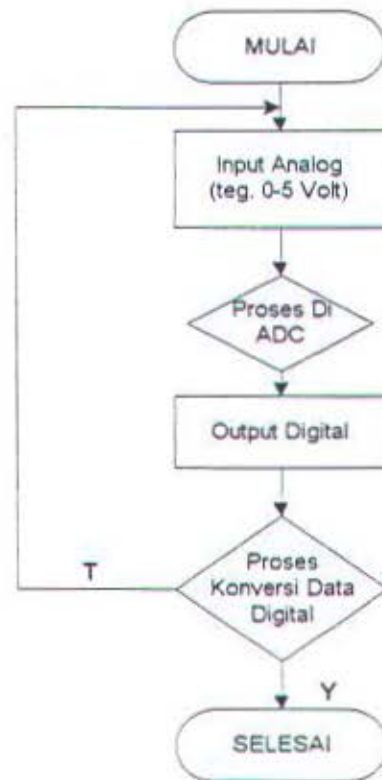 MULAI
Input Analog
(teg. 0-5 Volt)
Proses Di
ADC
Output Digital
Proses
Konversi Data
Digital
T
Y
SELESAI